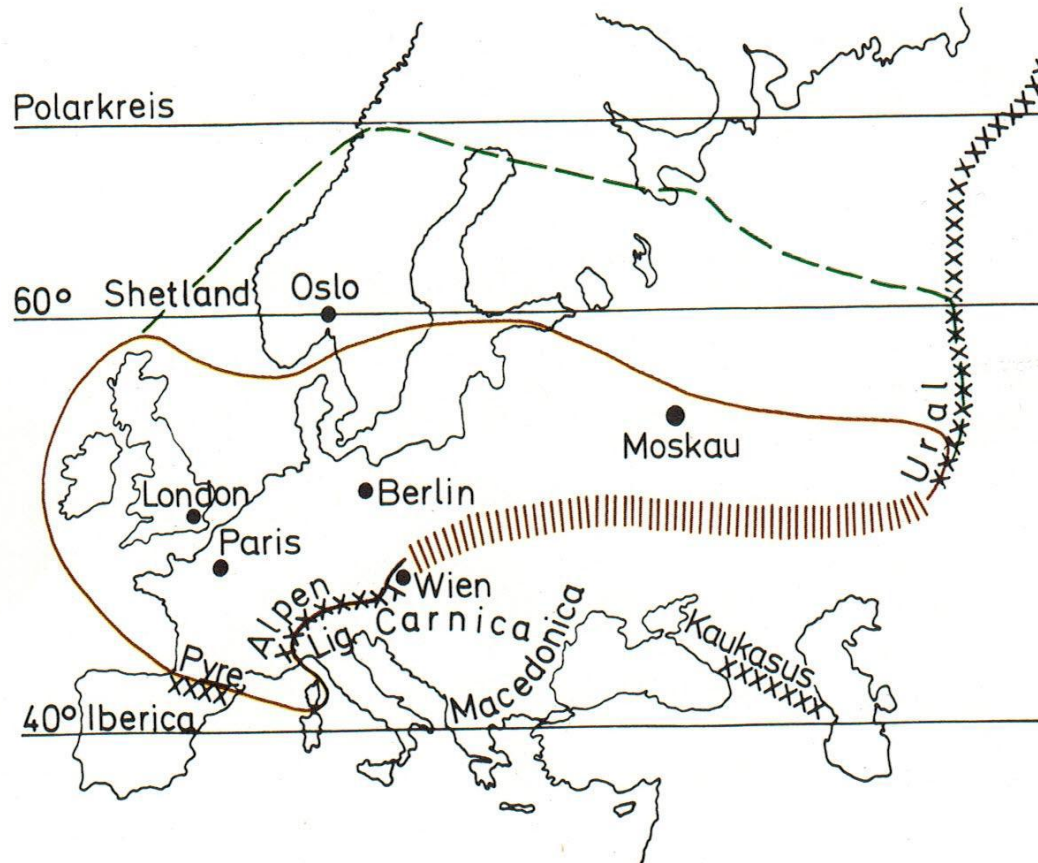 Polarkreis
60° Shetland
Oslo
Ural
Moskau
London
Berlin
Paris
Wien
Alpen
Lig.
Carnica
Macedonica
Kaukasus
Pyre.
40° Iberica